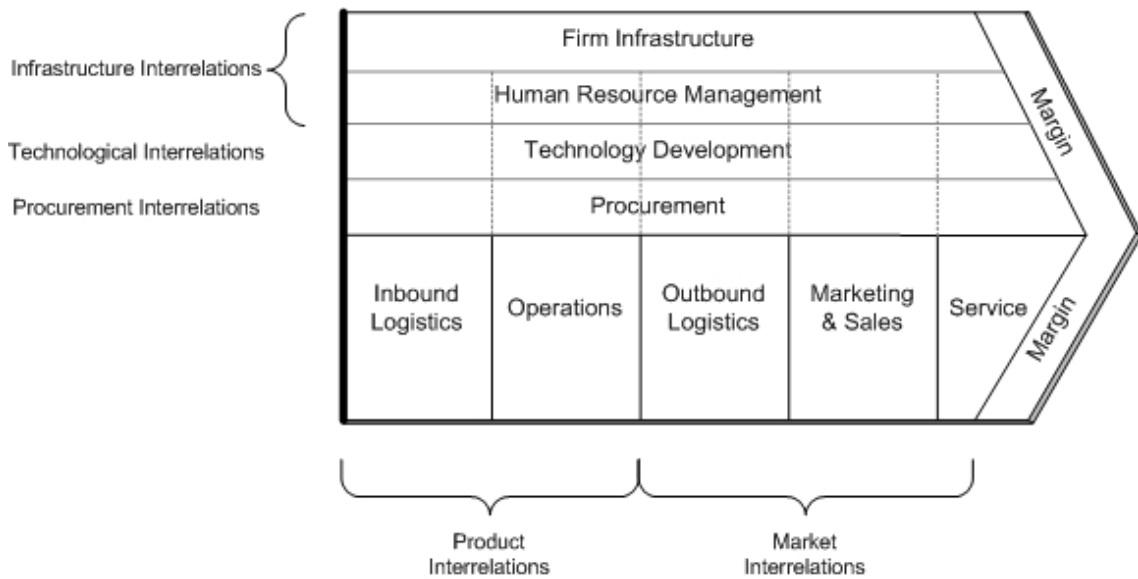 Firm Infrastructure
Infrastructure Interrelations
Human Resource Management
Margin
Technological Interrelations
Technology Development
Procurement Interrelations
Procurement
Inbound
Logistics
Operations
Outbound
Logistics
Marketing
& Sales
Service
Margin
Product
Interrelations
Market
Interrelations